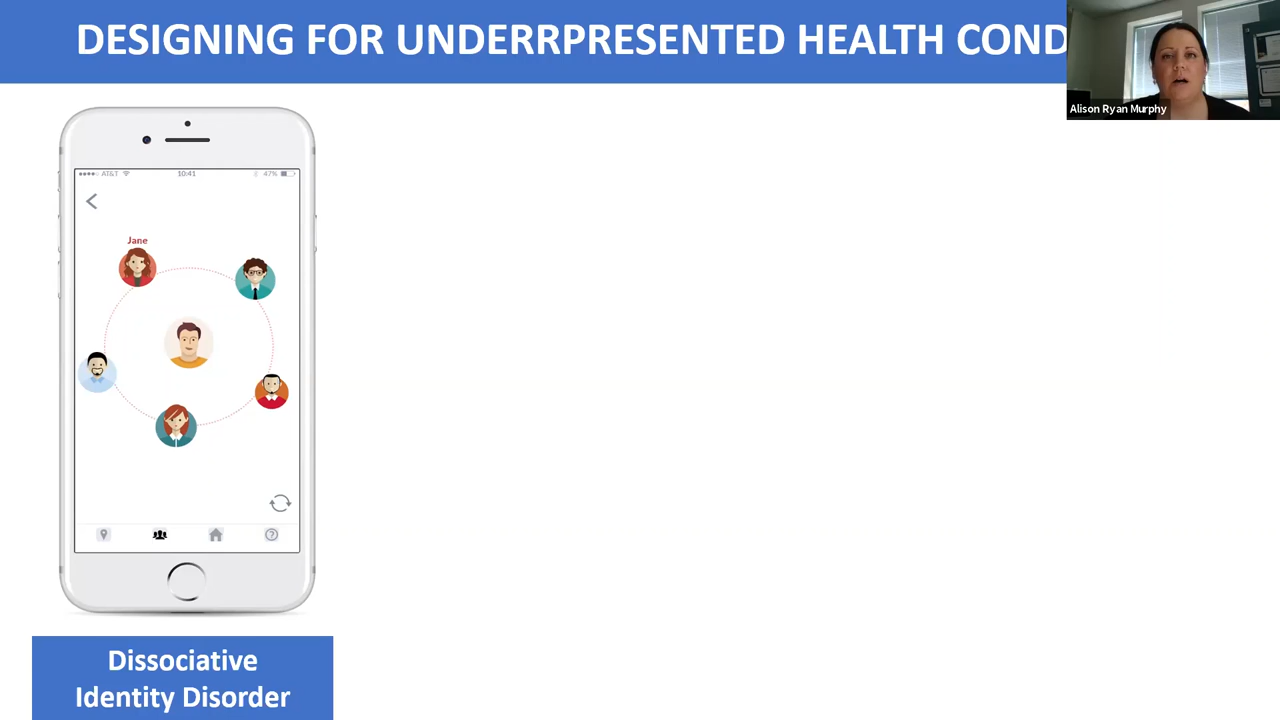 DESIGNING FOR UNDERRPRESENTED HEALTH COND
Alison Ryan Murphy
AT&T
10:41
47%
Jane
Dissociative
Identity Disorder